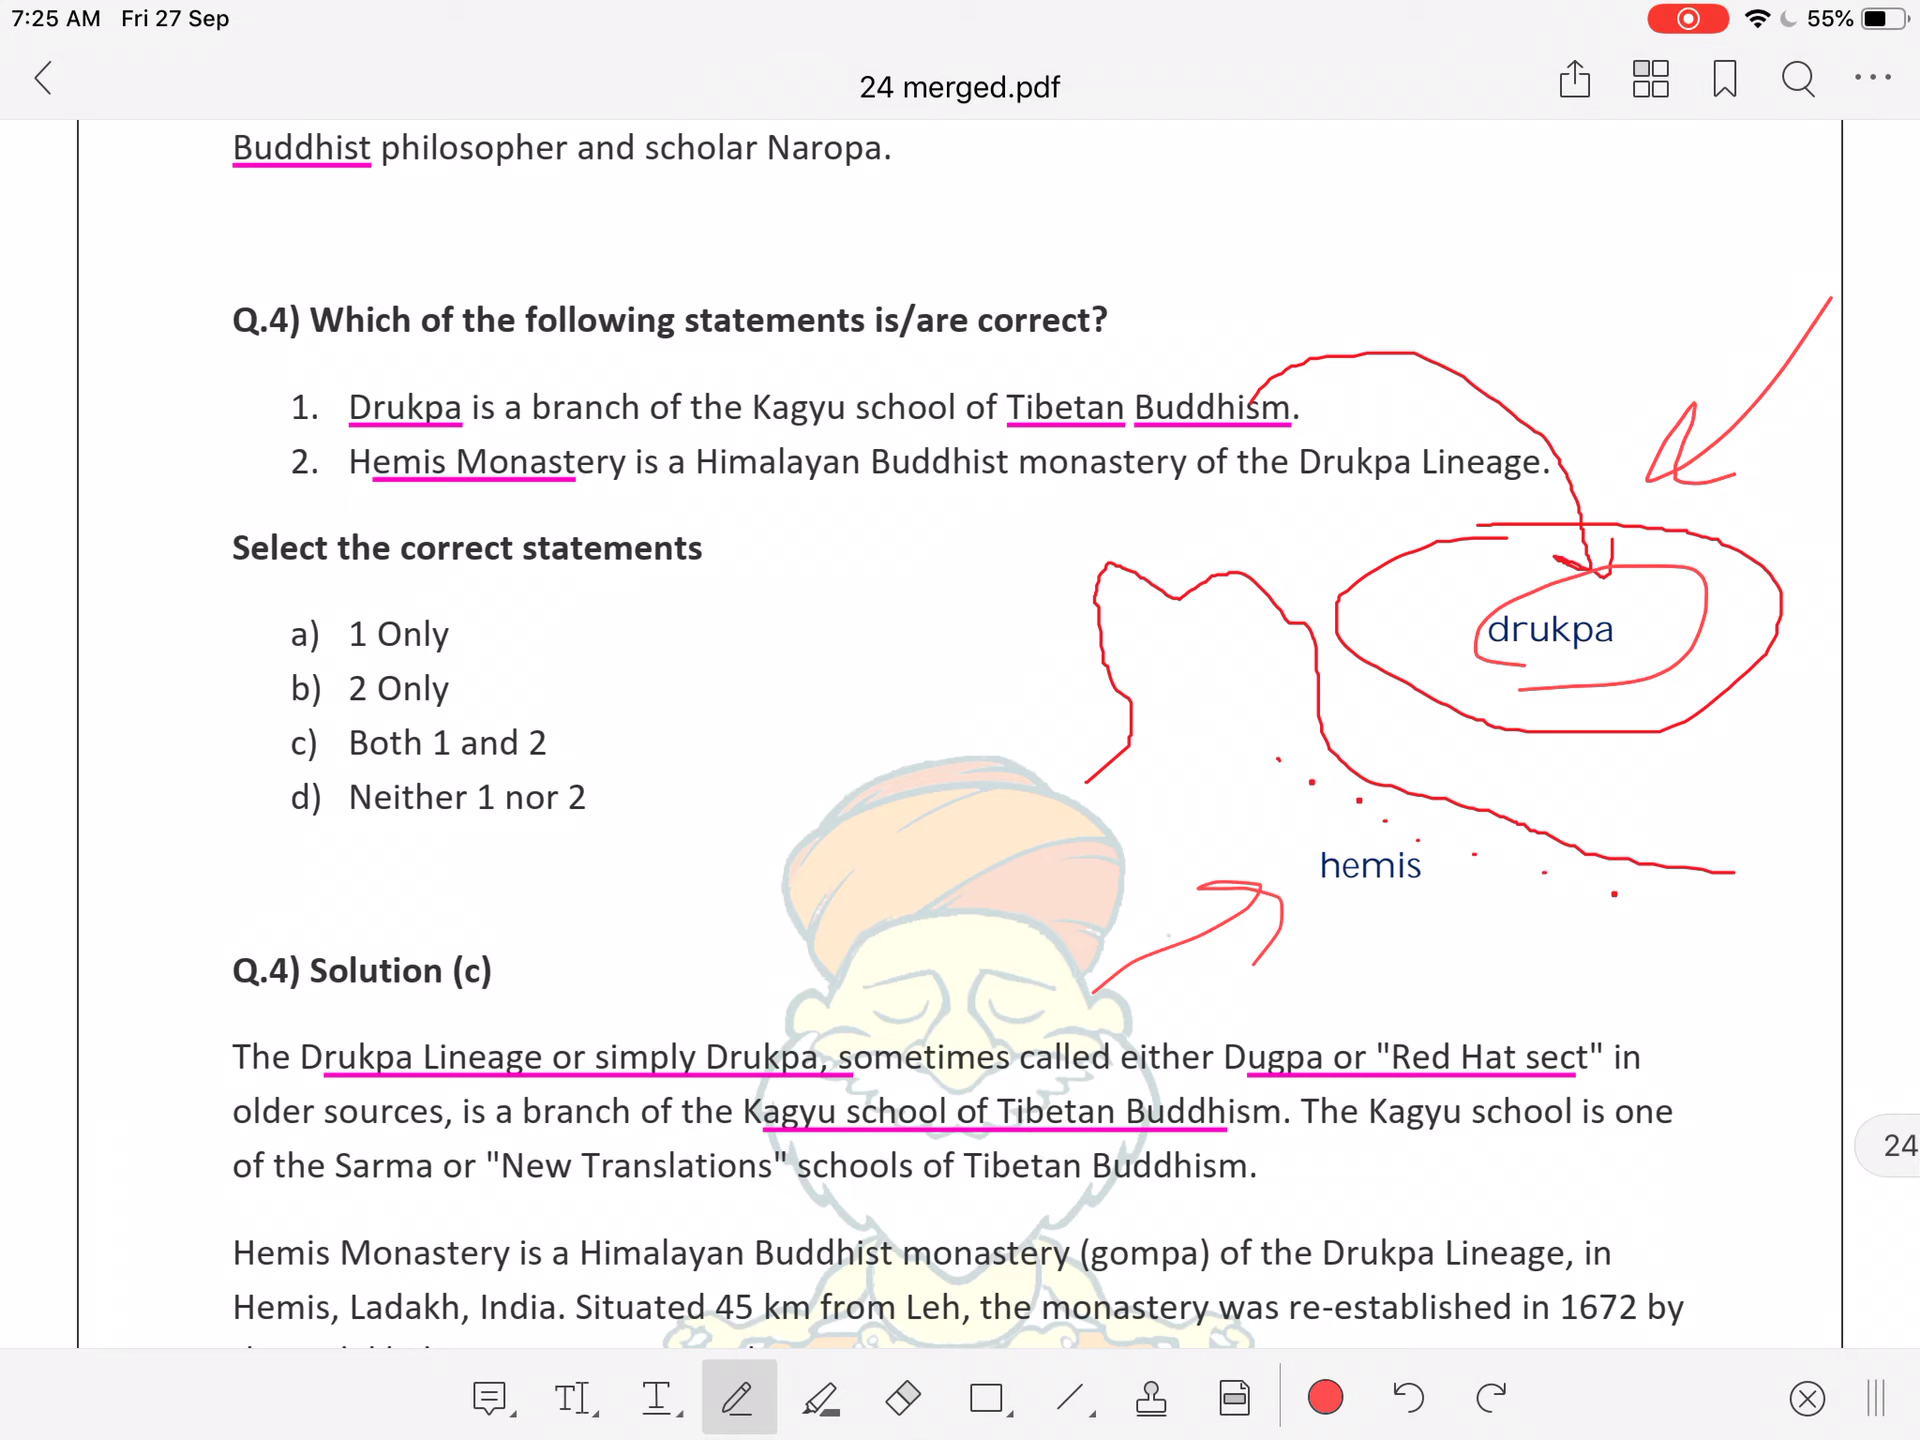 7:25 AM Fri 27 Sep
55%
24 merged.pdf
Buddhist philosopher and scholar Naropa.
Q.4) Which of the following statements is/are correct?
1. Drukpa is a branch of the Kagyu school of Tibetan Buddhism.
2. Hemis Monastery is a Himalayan Buddhist monastery of the Drukpa Lineage.
Select the correct statements
drukpa
a) 1 Only
b) 2 Only
c) Both 1 and 2
d) Neither 1 nor 2
hemis
Q.4) Solution (c)
The Drukpa Lineage or simply Drukpa, sometimes called either Dugpa or "Red Hat sect" in
older sources, is a branch of the Kagyu school of Tibetan Buddhism. The Kagyu school is one
of the Sarma or "New Translations" schools of Tibetan Buddhism.
24
Hemis Monastery is a Himalayan Buddhist monastery (gompa) of the Drukpa Lineage, in
Hemis, Ladakh, India. Situated 45 km from Leh, the monastery was re-established in 1672 by